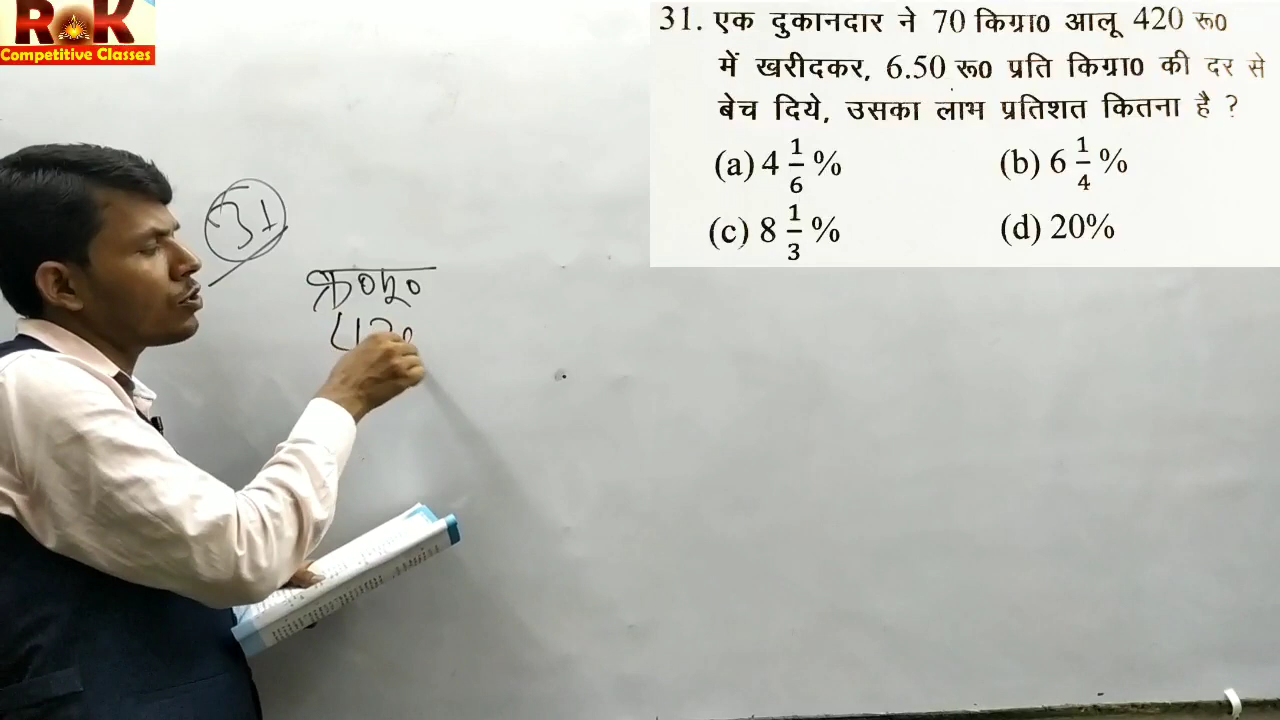 RK
Competitive Classes
31. एक दुकानदार ने 70 किग्रा0 आलू 420 रू0
में खरीदकर, 6.50 रू0 प्रति किग्रा0 की दर से
बेच दिये, उसका लाभ प्रतिशत कितना है ?
(a) 4 1/6 % (b) 6 1/4 %
(c) 8 1/3 % (d) 20%
31
क्र0मू0